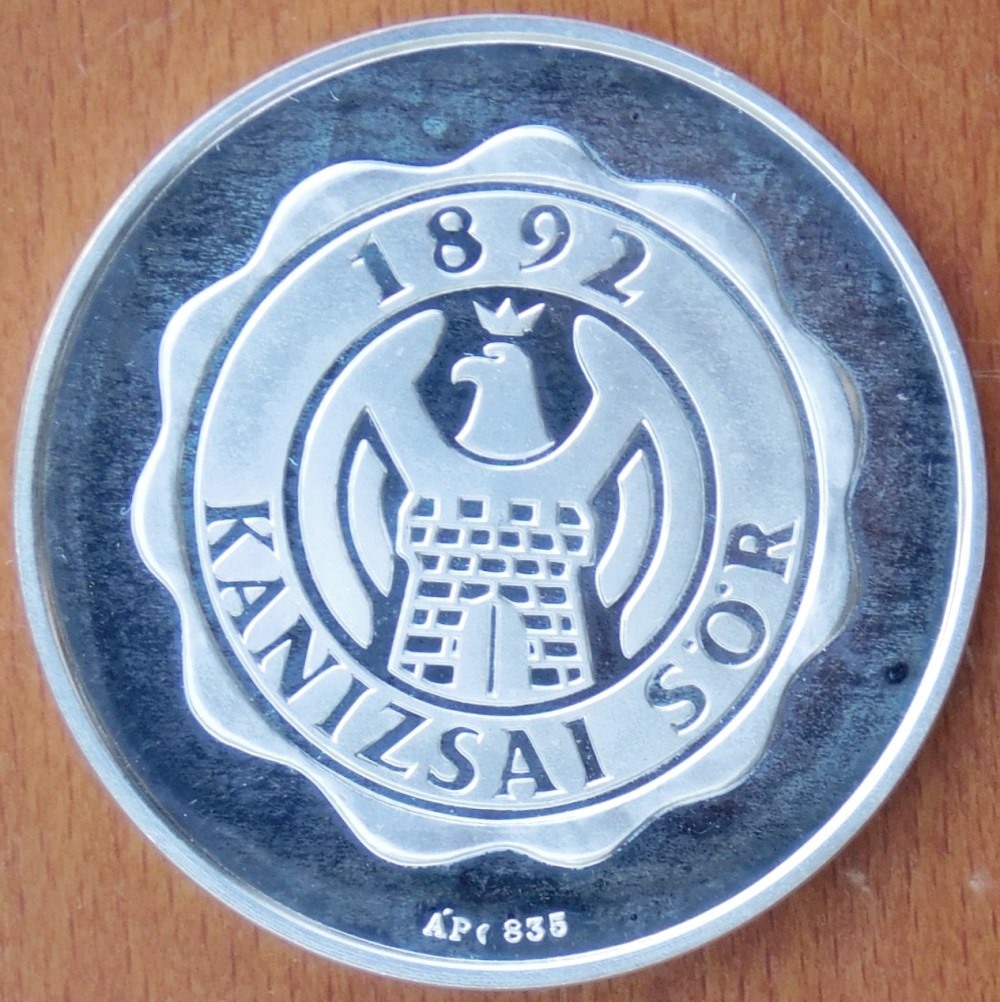 1892
KANIZSAI SÖR
ÁP 835